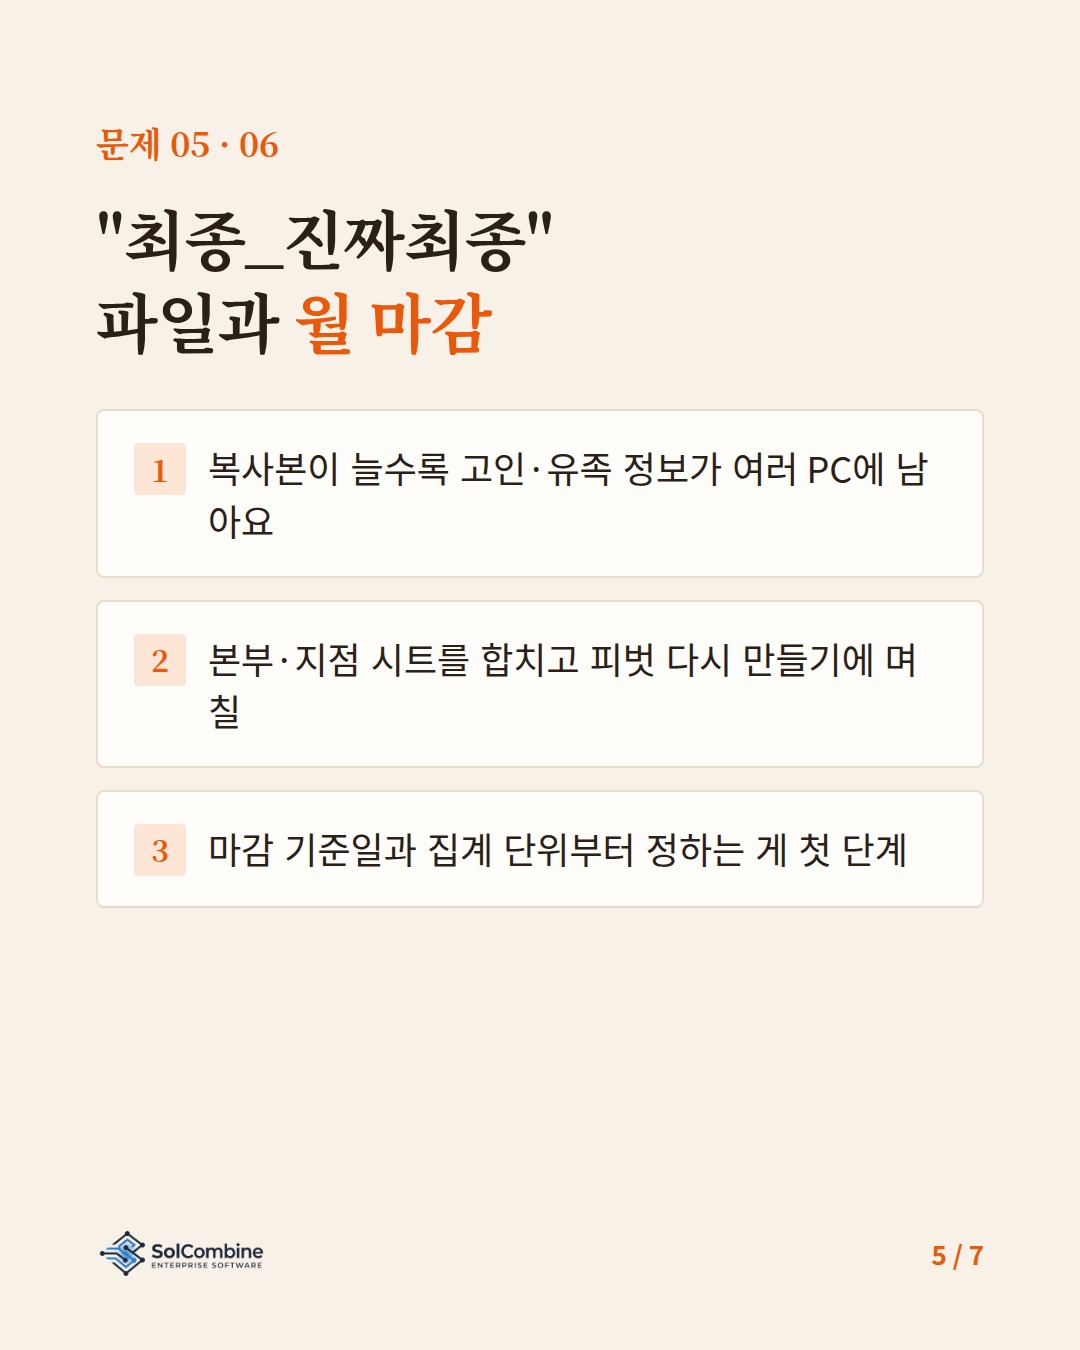 문제 05 · 06
"최종_진짜최종"
파일과 월 마감
1 복사본이 늘수록 고인·유족 정보가 여러 PC에 남
아요
2 본부·지점 시트를 합치고 피벗 다시 만들기에 며
칠
3 마감 기준일과 집계 단위부터 정하는 게 첫 단계
SolCombine
ENTERPRISE SOFTWARE
5 / 7